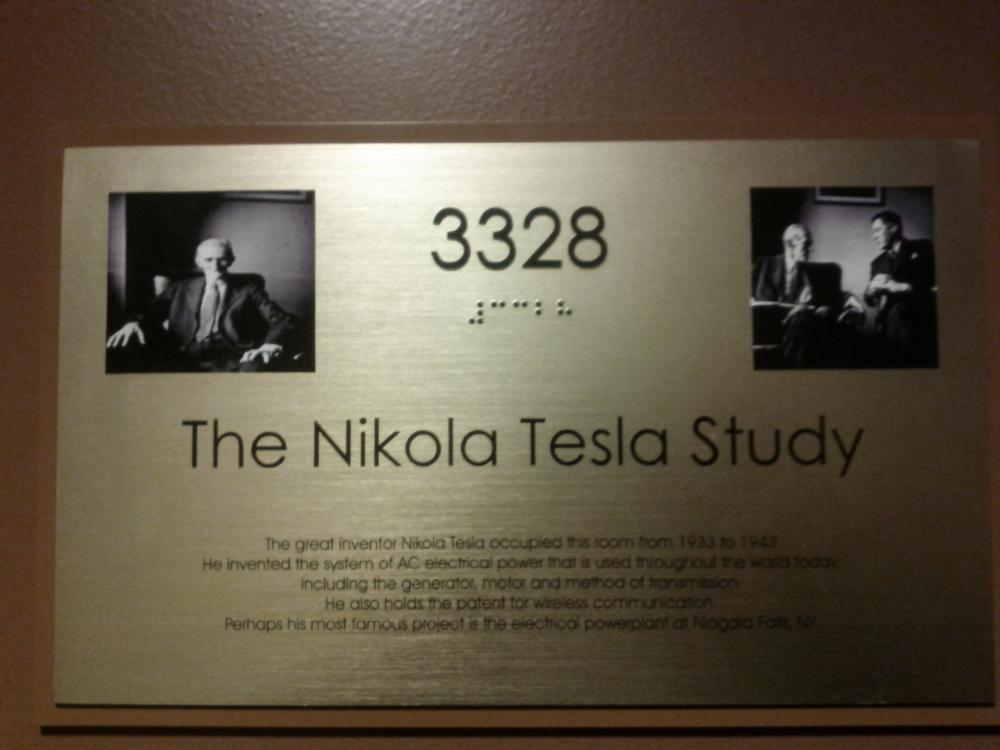 3328
⠼⠉⠉⠃⠓
The Nikola Tesla Study
The great inventor Nikola Tesla occupied this room from 1933 to 1943
He invented the system of AC electrical power that is used throughout the world today,
including the generator, motor and method of transmission
He also holds the patent for wireless communication
Perhaps his most famous project is the electrical powerplant at Niagara Falls, NY.